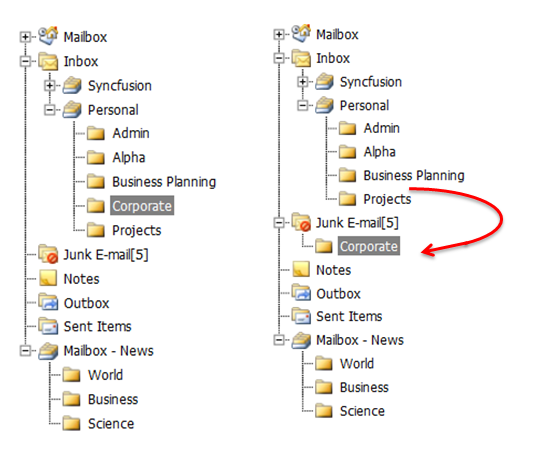 Mailbox
Inbox
Syncfusion
Personal
Admin
Alpha
Business Planning
Corporate
Projects
Junk E-mail[5]
Notes
Outbox
Sent Items
Mailbox - News
World
Business
Science
Mailbox
Inbox
Syncfusion
Personal
Admin
Alpha
Business Planning
Projects
Junk E-mail[5]
Corporate
Notes
Outbox
Sent Items
Mailbox - News
World
Business
Science